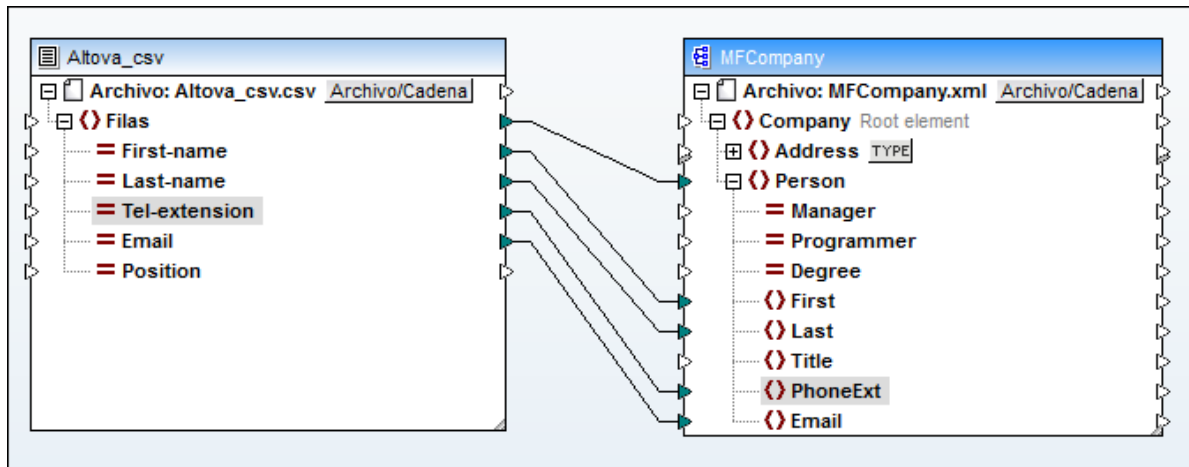 Altova_csv
Archivo: Altova_csv.csv Archivo/Cadena
Filas
First-name
Last-name
Tel-extension
Email
Position
MFCompany
Archivo: MFCompany.xml Archivo/Cadena
Company Root element
Address TYPE
Person
Manager
Programmer
Degree
First
Last
Title
PhoneExt
Email